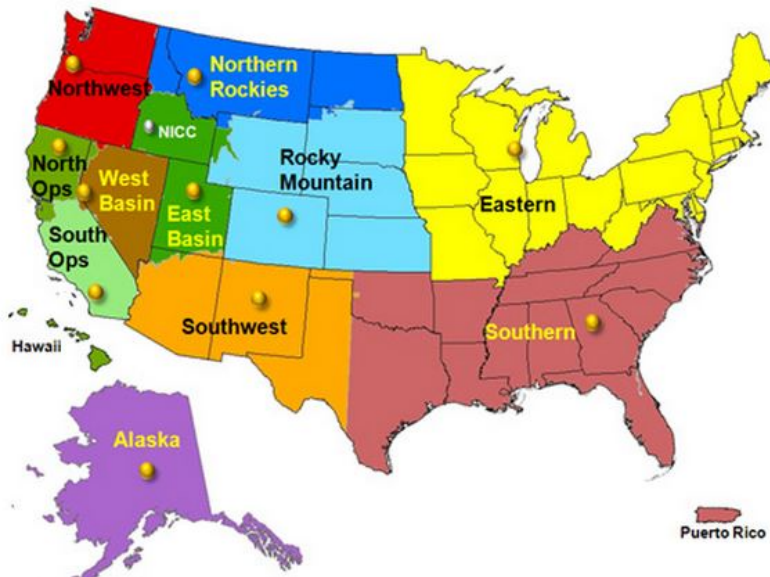 Northern
Rockies
Northwest
NICC
North
Ops
West
Basin
Rocky
Mountain
East
Basin
Eastern
South
Ops
Southwest
Southern
Hawaii
Alaska
Puerto Rico